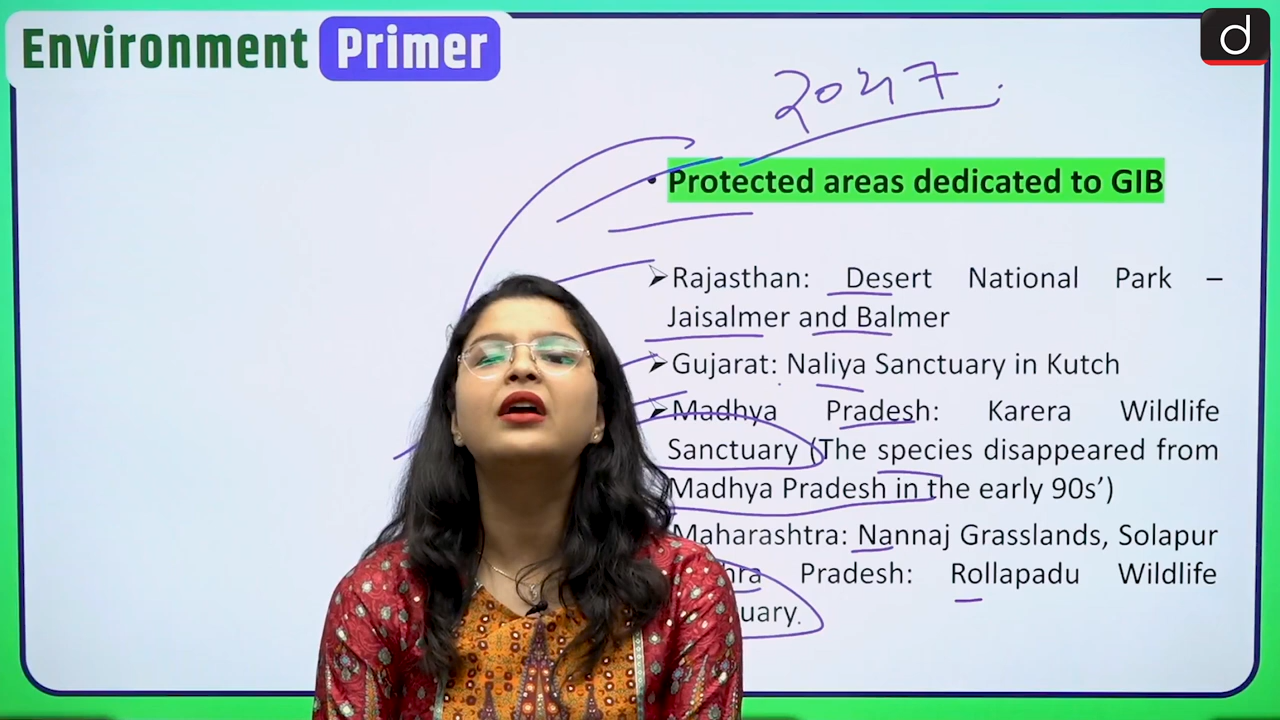 Environment Primer
d
2047
• Protected areas dedicated to GIB
➢Rajasthan: Desert National Park –
Jaisalmer and Balmer
➢Gujarat: Naliya Sanctuary in Kutch
➢Madhya Pradesh: Karera Wildlife
Sanctuary (The species disappeared from
Madhya Pradesh in the early 90s’)
Maharashtra: Nannaj Grasslands, Solapur
Pradesh: Rollapadu Wildlife